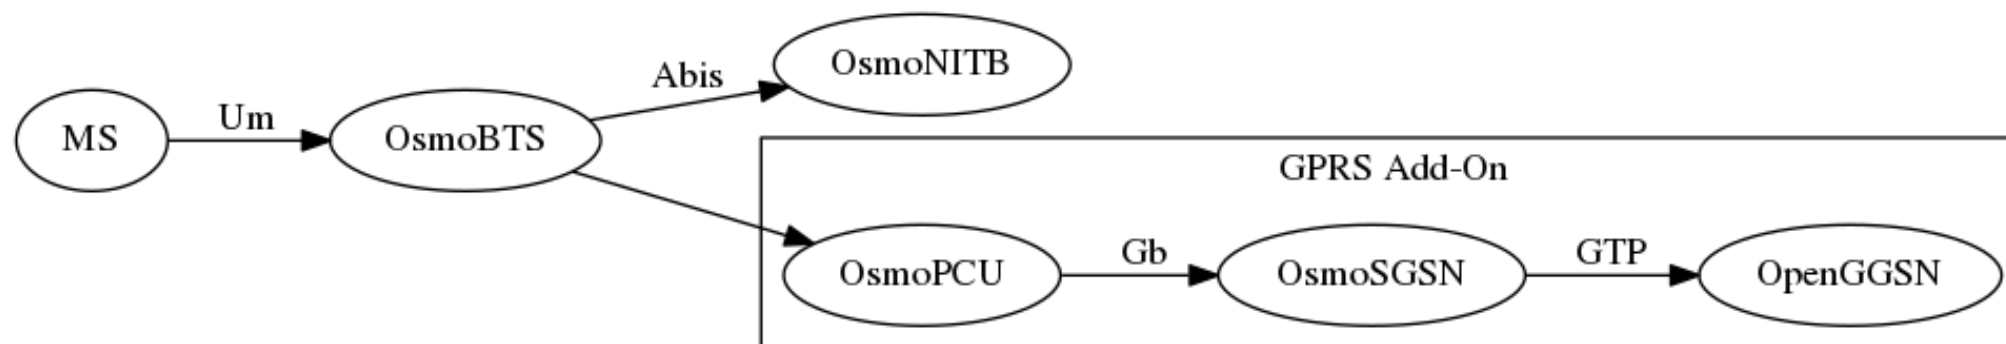 OsmoNITB
Abis
Um
MS
OsmoBTS
GPRS Add-On
Gb
GTP
OsmoPCU
OsmoSGSN
OpenGGSN